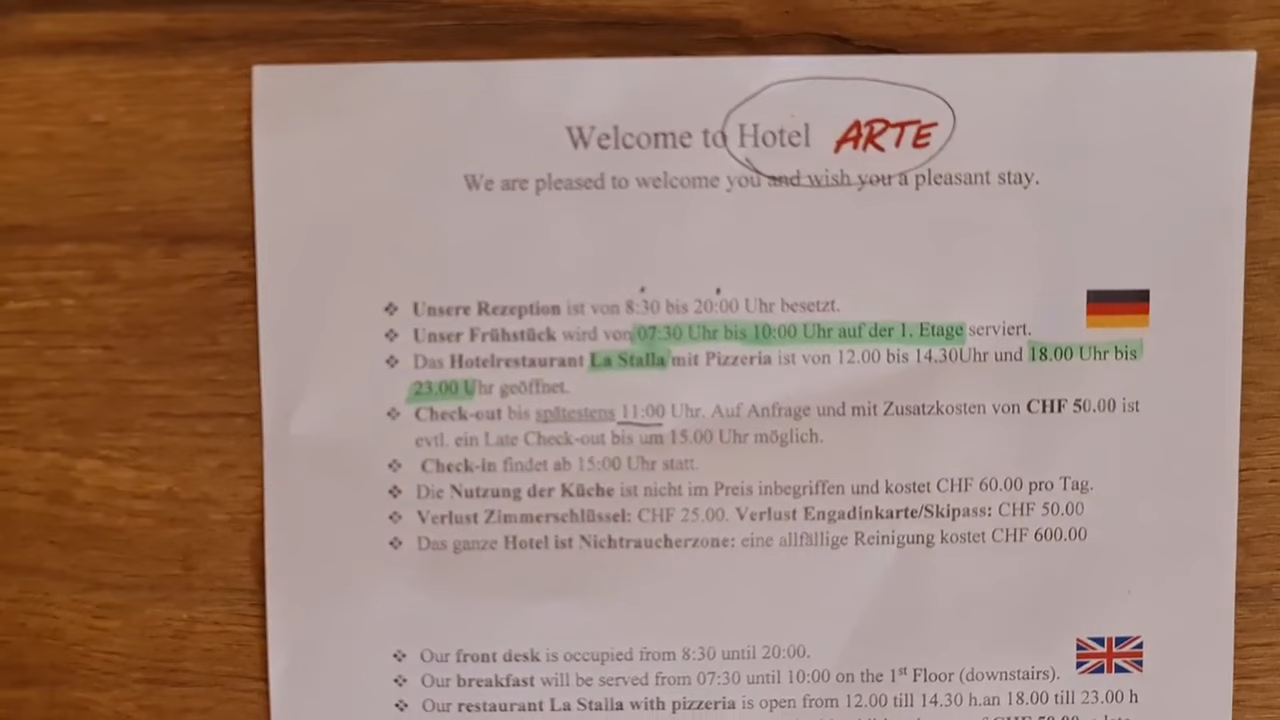 Welcome to Hotel ARTE
We are pleased to welcome you and wish you a pleasant stay.
❖ Unsere Rezeption ist von 8:30 bis 20:00 Uhr besetzt.
❖ Unser Frühstück wird von 07:30 Uhr bis 10:00 Uhr auf der 1. Etage serviert.
❖ Das Hotelrestaurant La Stalla mit Pizzeria ist von 12.00 bis 14.30Uhr und 18.00 Uhr bis
23.00 Uhr geöffnet.
❖ Check-out bis spätestens 11:00 Uhr. Auf Anfrage und mit Zusatzkosten von CHF 50.00 ist
evtl. ein Late Check-out bis um 15.00 Uhr möglich.
❖ Check-in findet ab 15:00 Uhr statt.
❖ Die Nutzung der Küche ist nicht im Preis inbegriffen und kostet CHF 60.00 pro Tag.
❖ Verlust Zimmerschlüssel: CHF 25.00. Verlust Engadinkarte/Skipass: CHF 50.00
❖ Das ganze Hotel ist Nichtraucherzone: eine allfällige Reinigung kostet CHF 600.00
❖ Our front desk is occupied from 8:30 until 20:00.
❖ Our breakfast will be served from 07:30 until 10:00 on the 1st Floor (downstairs).
❖ Our restaurant La Stalla with pizzeria is open from 12.00 till 14.30 h.an 18.00 till 23.00 h